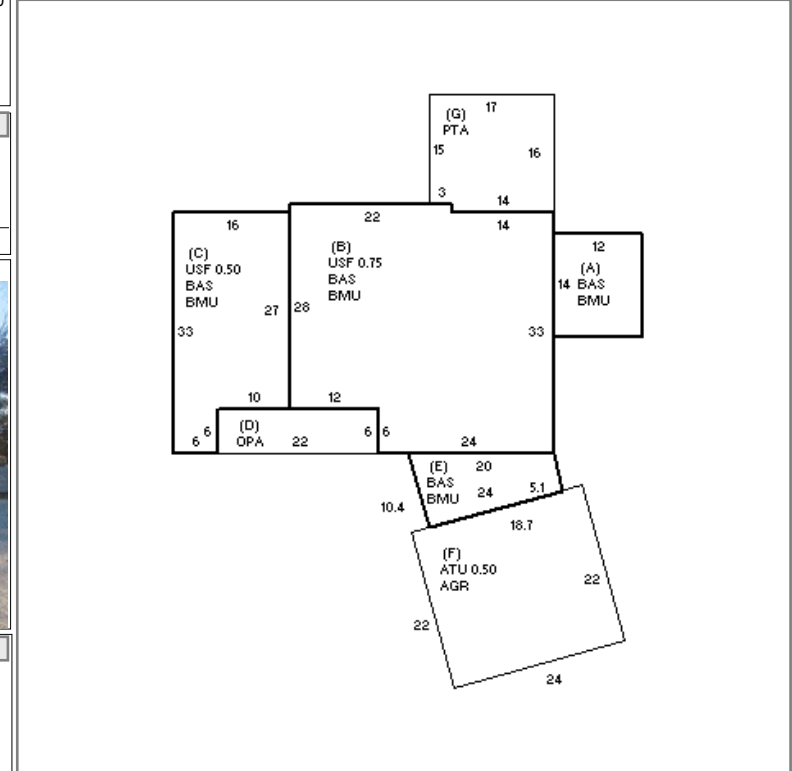 17
(G)
PTA
15
16
3
14
16
22
14
12
(C)
USF 0.50
BAS
BMU
(B)
USF 0.75
BAS
BMU
(A)
14 BAS
BMU
27
28
33
33
10
12
6
6
(D)
OPA
22
6
6
24
(E)
BAS
BMU
20
24
5.1
10.4
18.7
(F)
ATU 0.50
AGR
22
22
24